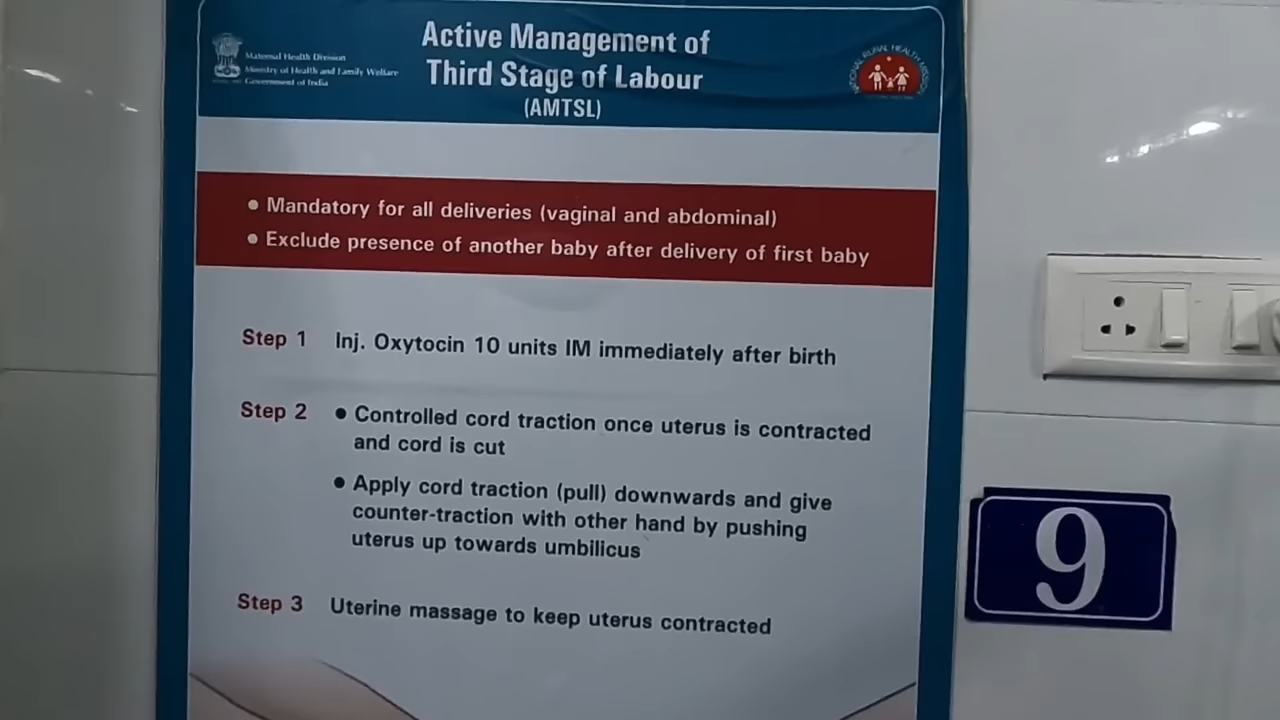 Active Management of
Third Stage of Labour
(AMTSL)
Maternal Health Division
Ministry of Health and Family Welfare
Government of India
NATIONAL RURAL HEALTH MISSION
• Mandatory for all deliveries (vaginal and abdominal)
• Exclude presence of another baby after delivery of first baby
Step 1 Inj. Oxytocin 10 units IM immediately after birth
Step 2 • Controlled cord traction once uterus is contracted
and cord is cut
• Apply cord traction (pull) downwards and give
counter-traction with other hand by pushing
uterus up towards umbilicus
Step 3 Uterine massage to keep uterus contracted
9